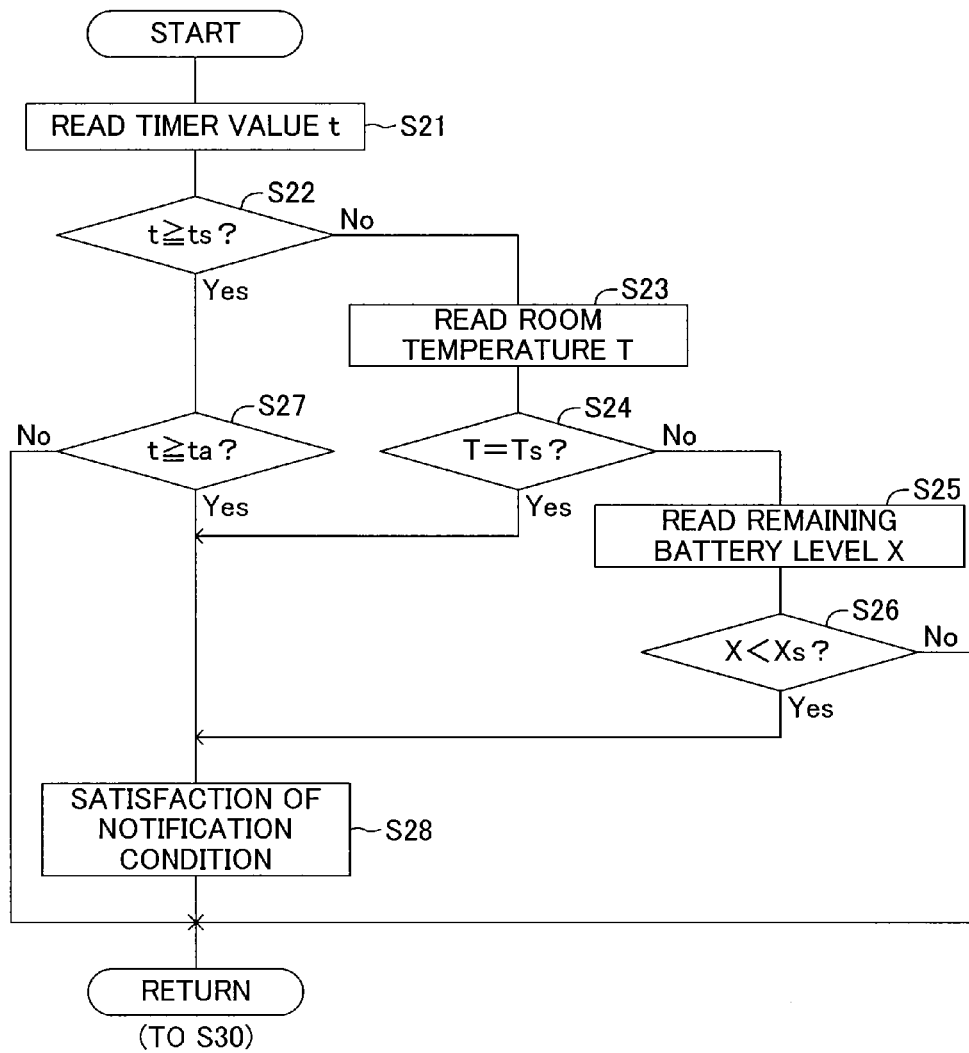 START
READ TIMER VALUE t
S21
S22
t≧ts?
No
Yes
S23
READ ROOM
TEMPERATURE T
S27
t≧ta?
No
Yes
S24
T=Ts?
No
Yes
S25
READ REMAINING
BATTERY LEVEL X
S26
X<Xs?
No
Yes
SATISFACTION OF
NOTIFICATION
CONDITION
S28
RETURN
(TO S30)